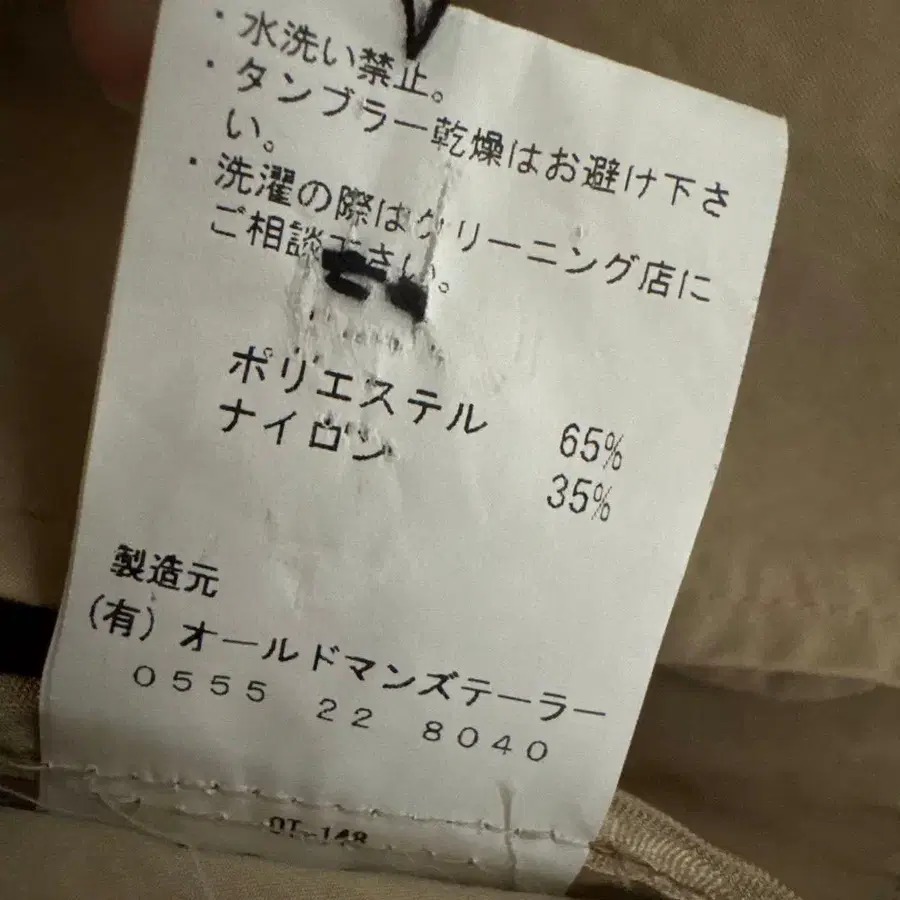 ・水洗い禁止。
・タンブラー乾燥はお避け下さ
い。
・洗濯の際はクリーニング店に
ご相談下さい。
ポリエステル 65%
ナイロン 35%
製造元
(有)オールドマンズテーラー
0555 22 8040
OT-148